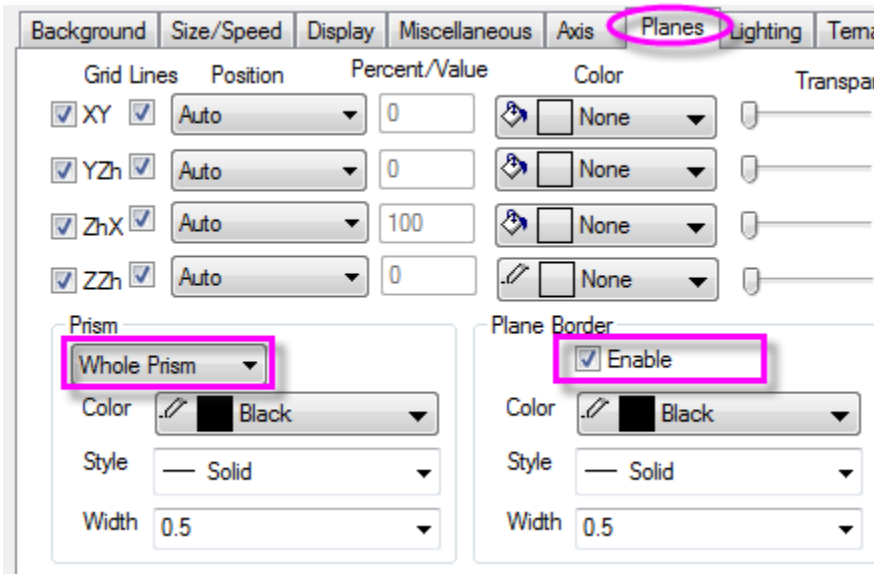 Background Size/Speed Display Miscellaneous Axis Planes Lighting
Grid Lines Position Percent/Value Color
XY Auto 0 None
YZh Auto 0 None
ZhX Auto 100 None
ZZh Auto 0 None
Prism Plane Border
Whole Prism Enable
Color Black Color Black
Style Solid Style Solid
Width 0.5 Width 0.5